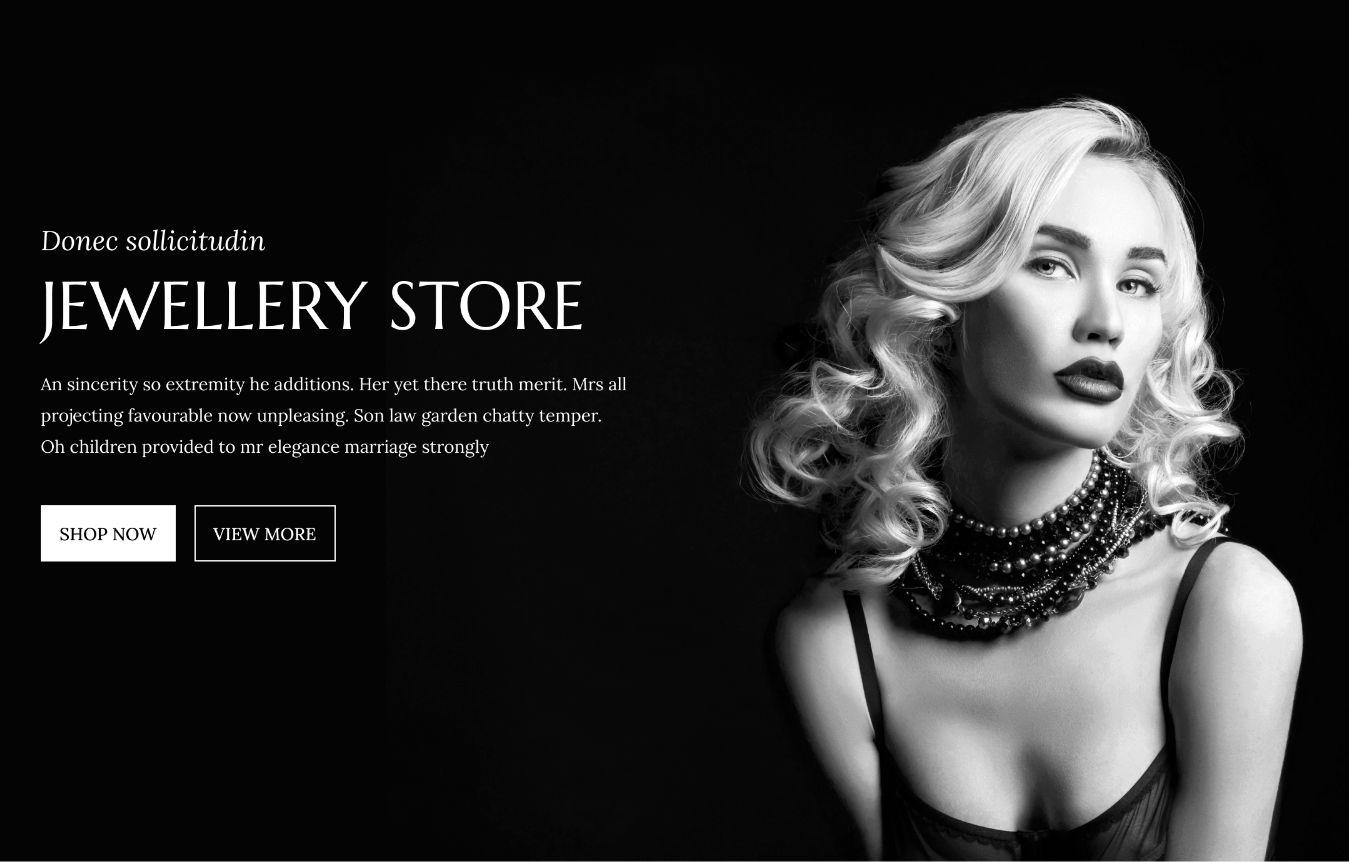 Donec sollicitudin
JEWELLERY STORE
An sincerity so extremity he additions. Her yet there truth merit. Mrs all
projecting favourable now unpleasing. Son law garden chatty temper.
Oh children provided to mr elegance marriage strongly
SHOP NOW
VIEW MORE